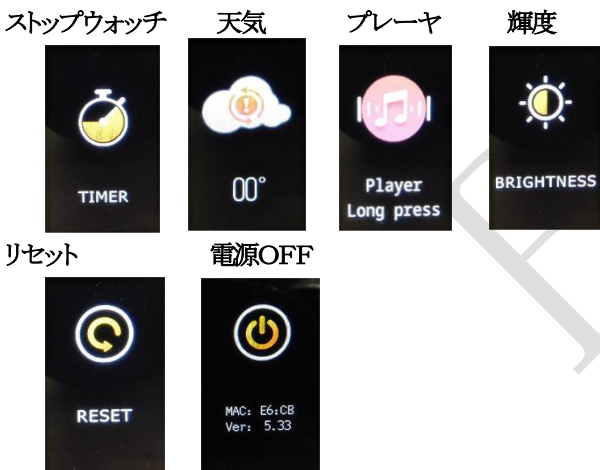 ストップウォッチ 天気 プレーヤ 輝度
TIMER
00°
Player
Long press
BRIGHTNESS
リセット 電源OFF
RESET
MAC: E6:CB
Ver: 5.33